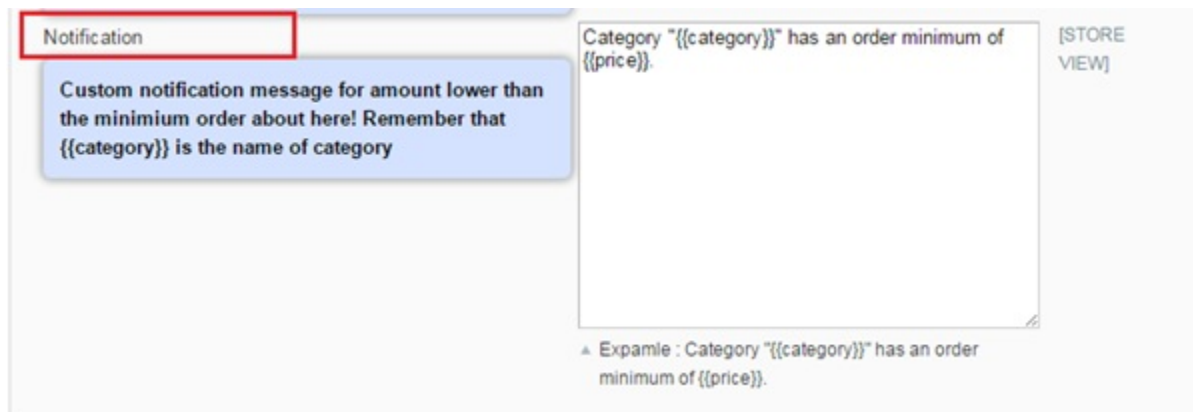 Notification
Custom notification message for amount lower than
the minimium order about here! Remember that
{{category}} is the name of category
Category "{{category}}" has an order minimum of
{{price}}.
[STORE
VIEW]
Expamle : Category "{{category}}" has an order
minimum of {{price}}.